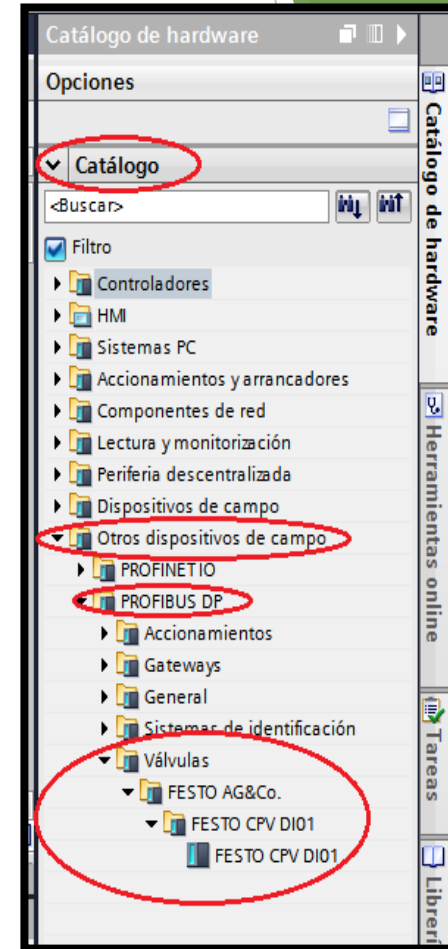 Catálogo de hardware
Opciones
Catálogo
<Buscar>
Filtro
Controladores
HMI
Sistemas PC
Accionamientos y arrancadores
Componentes de red
Lectura y monitorización
Periferia descentralizada
Dispositivos de campo
Otros dispositivos de campo
PROFINET IO
PROFIBUS DP
Accionamientos
Gateways
General
Sistemas de identificación
Válvulas
FESTO AG&Co.
FESTO CPV DI01
FESTO CPV DI01
Catálogo de hardware
Herramientas online
Tareas
Librerí